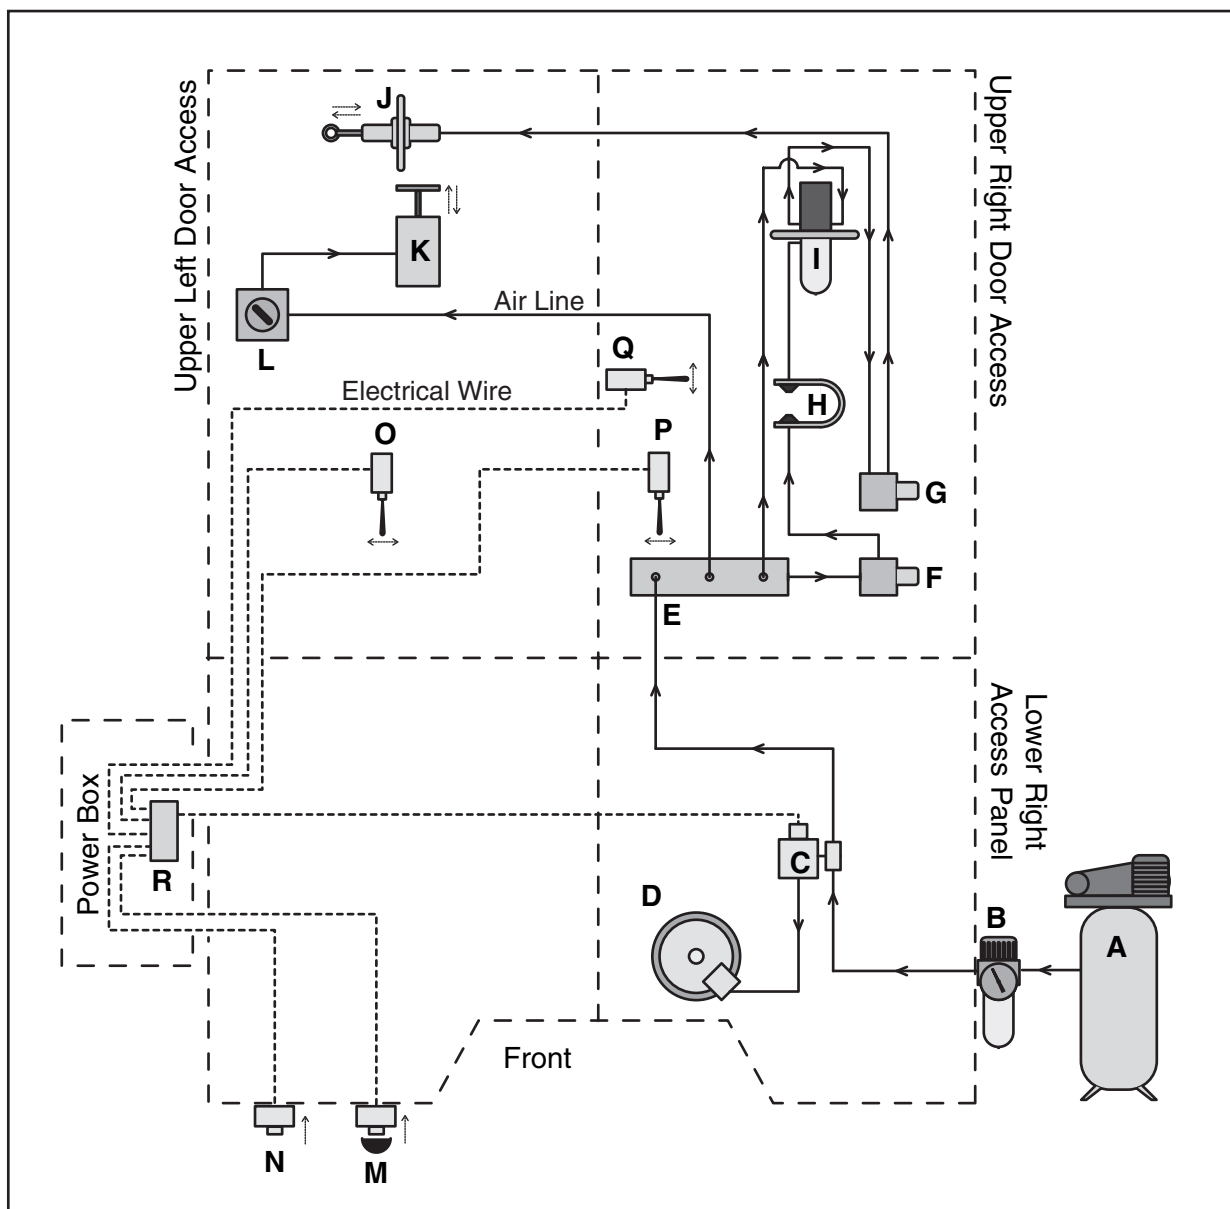 Upper Left Door Access
Upper Right Door Access
J
K
I
Air Line
L
Q
H
Electrical Wire
O
P
G
F
E
Lower Right
Access Panel
Power Box
R
C
D
B
A
Front
N
M